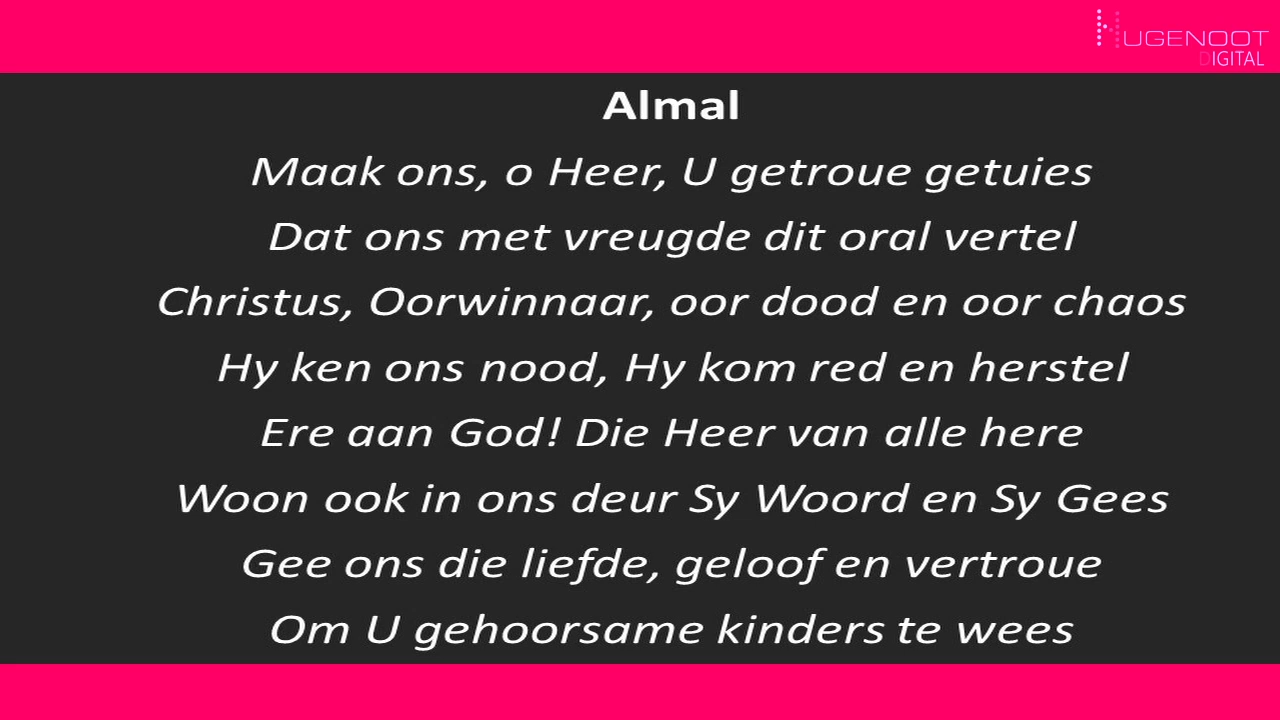 HUGENOOT
DIGITAL
Almal
Maak ons, o Heer, U getroue getuies
Dat ons met vreugde dit oral vertel
Christus, Oorwinnaar, oor dood en oor chaos
Hy ken ons nood, Hy kom red en herstel
Ere aan God! Die Heer van alle here
Woon ook in ons deur Sy Woord en Sy Gees
Gee ons die liefde, geloof en vertroue
Om U gehoorsame kinders te wees